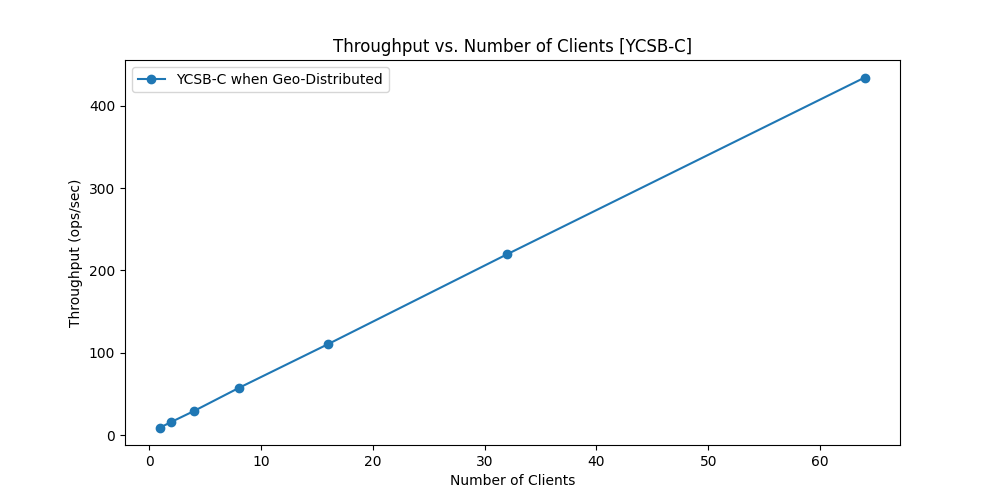 Throughput vs. Number of Clients [YCSB-C]
YCSB-C when Geo-Distributed
Throughput (ops/sec)
400
300
200
100
0
0 10 20 30 40 50 60
Number of Clients